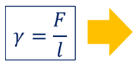 γ = F / l